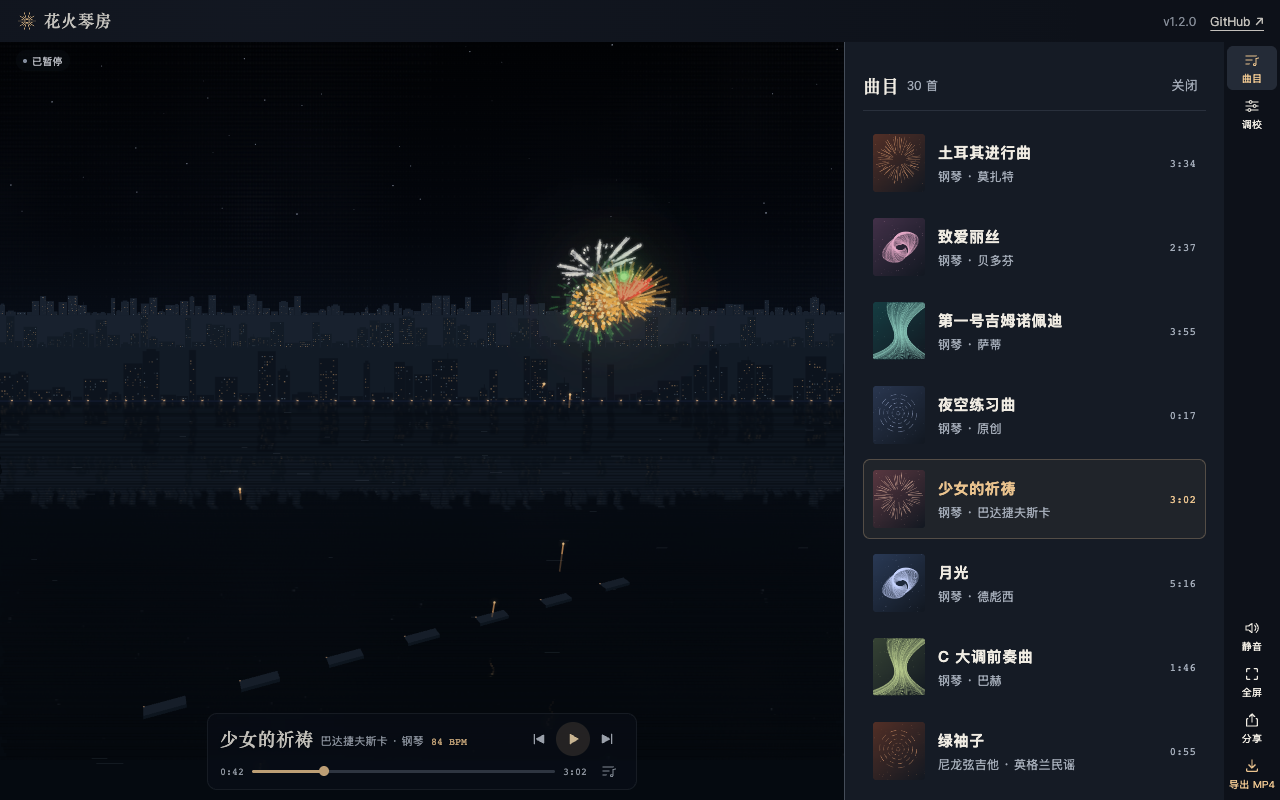 花火琴房
v1.2.0 GitHub ↗
已暂停
曲目 30 首 关闭
土耳其进行曲
钢琴 · 莫扎特
3:34
致爱丽丝
钢琴 · 贝多芬
2:37
第一号吉姆诺佩迪
钢琴 · 萨蒂
3:55
夜空练习曲
钢琴 · 原创
0:17
少女的祈祷
钢琴 · 巴达捷夫斯卡
3:02
月光
钢琴 · 德彪西
5:16
C 大调前奏曲
钢琴 · 巴赫
1:46
绿袖子
尼龙弦吉他 · 英格兰民谣
0:55
曲目
调校
静音
全屏
分享
导出 MP4
少女的祈祷 巴达捷夫斯卡 · 钢琴 84 BPM
0:42 3:02